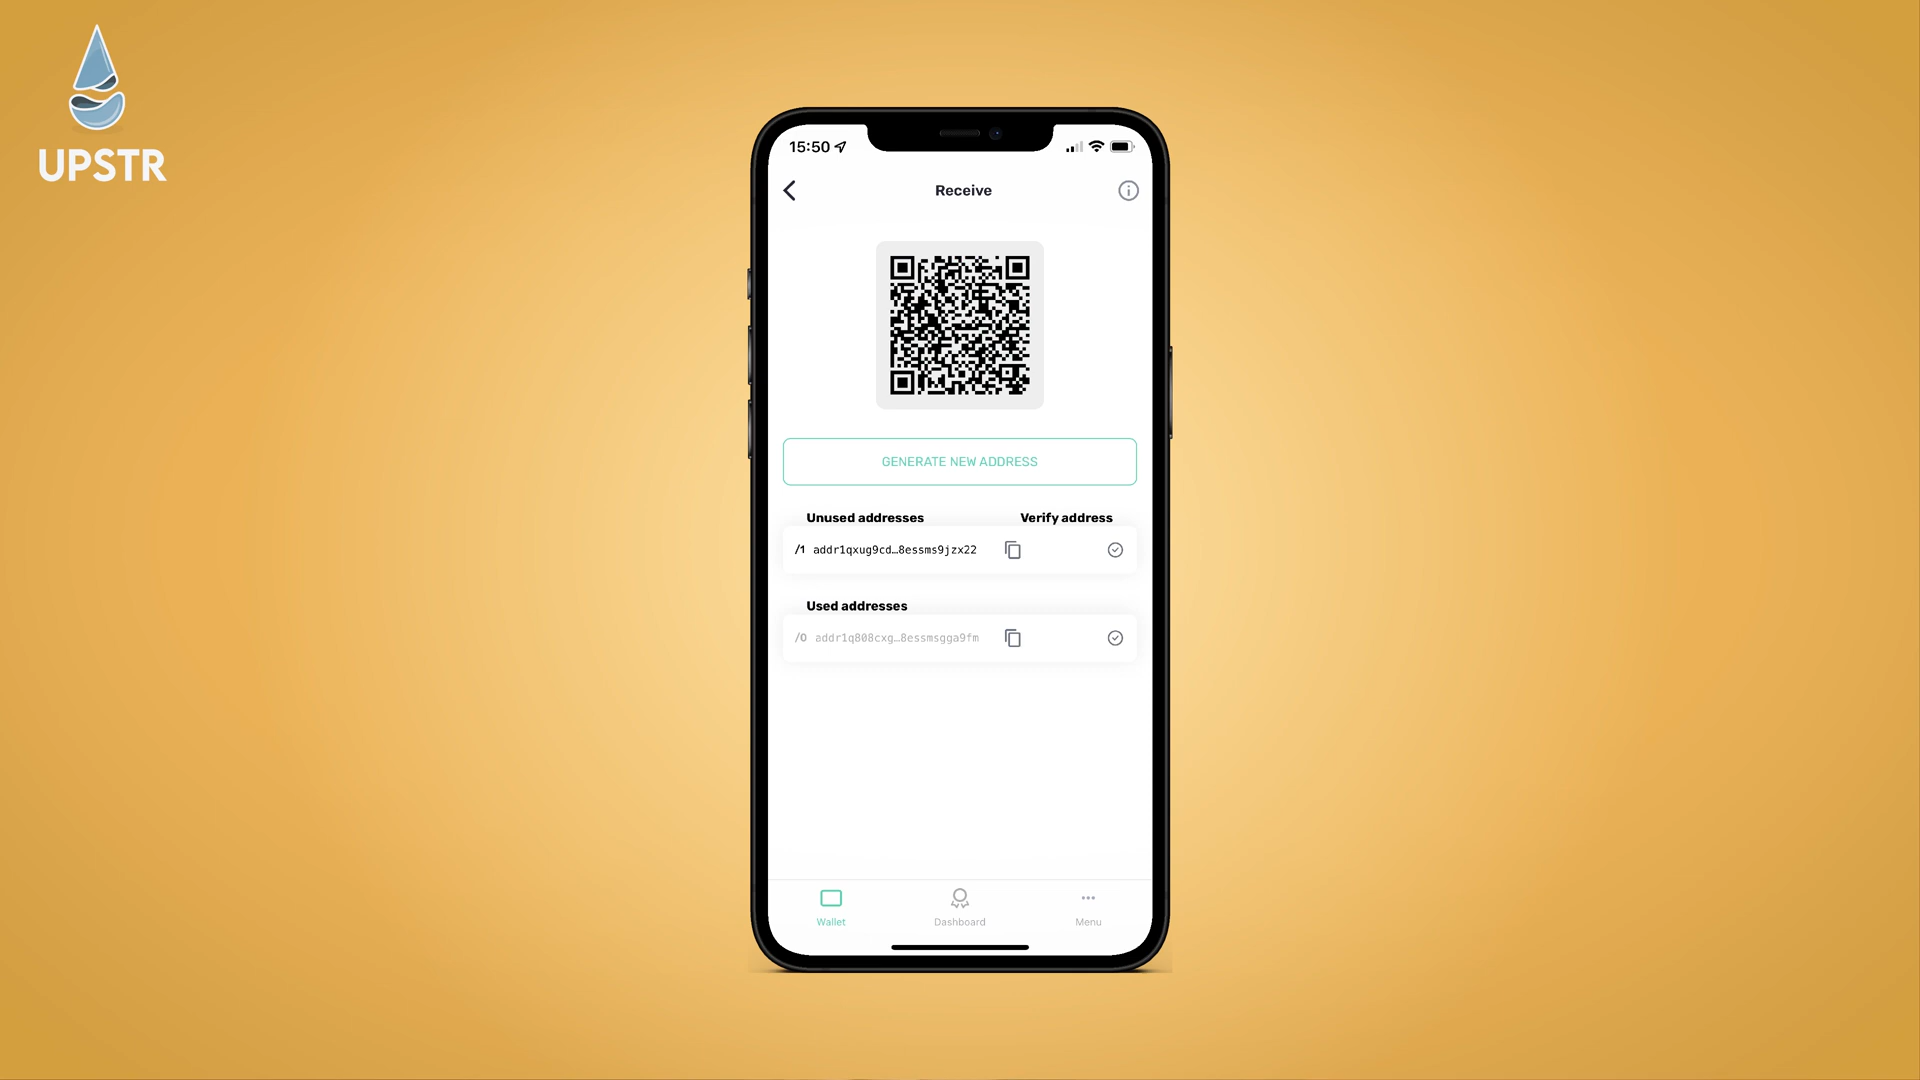 UPSTR
15:50
Receive
GENERATE NEW ADDRESS
Unused addresses Verify address
/1 addr1qxug9cd…8essms9jzx22
Used addresses
/0 addr1q808cxg…8essmsgga9fm
Wallet Dashboard Menu